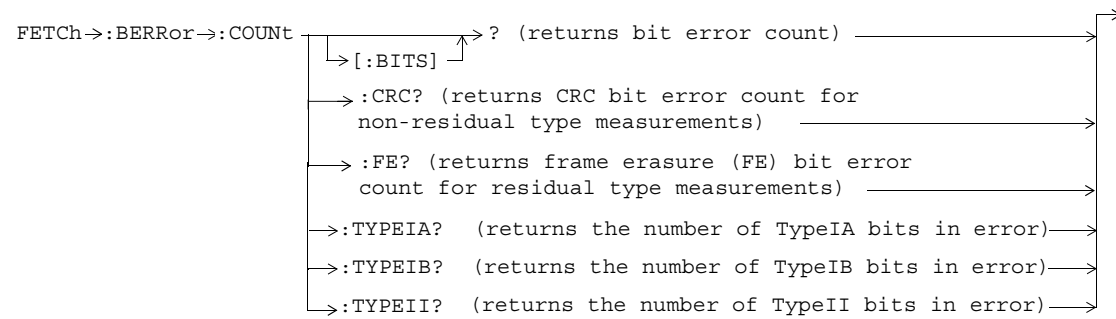 FETCh :BERRor :COUNt ? (returns bit error count)
[:BITS]
:CRC? (returns CRC bit error count for
non-residual type measurements)
:FE? (returns frame erasure (FE) bit error
count for residual type measurements)
:TYPEIA? (returns the number of TypeIA bits in error)
:TYPEIB? (returns the number of TypeIB bits in error)
:TYPEII? (returns the number of TypeII bits in error)